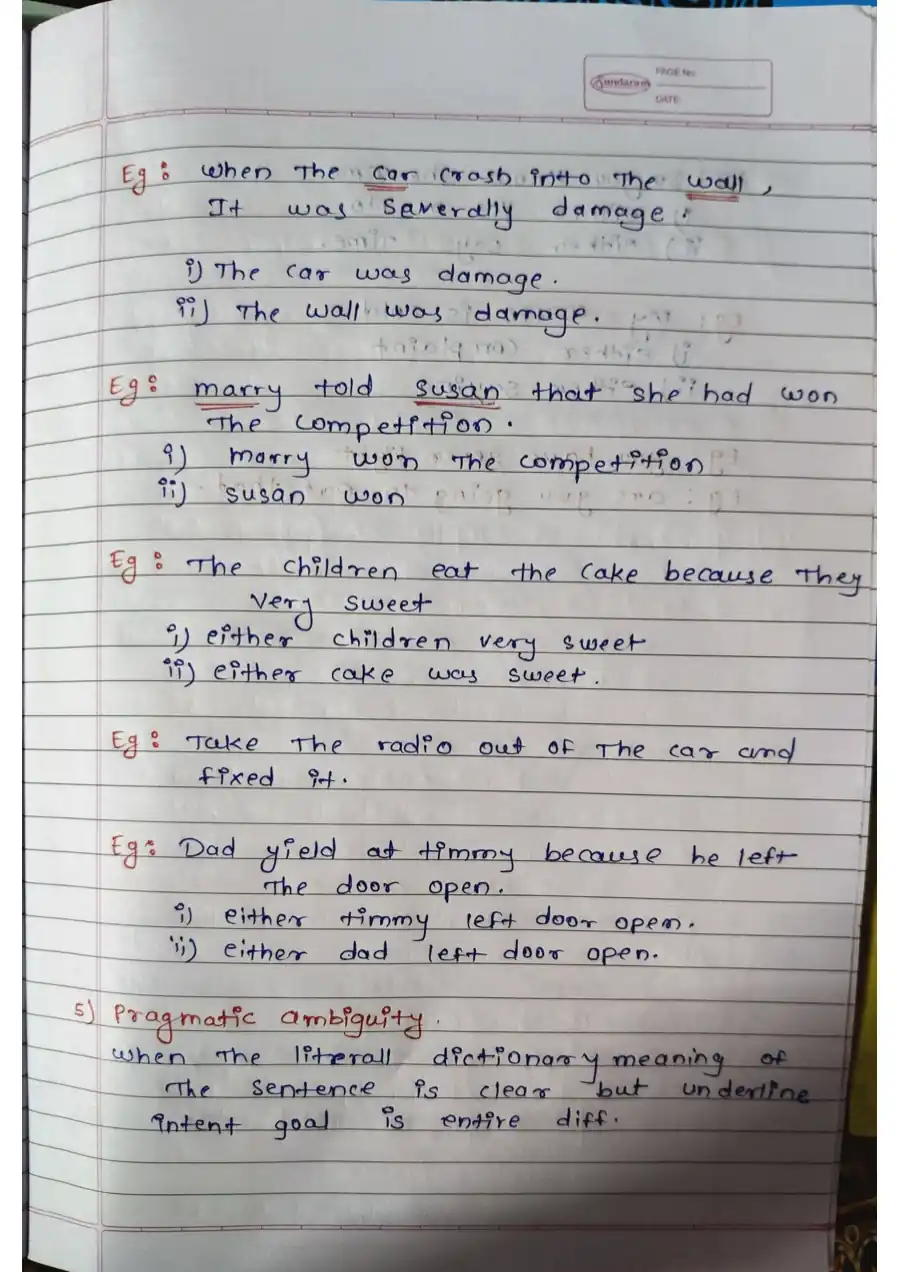 Sundaram
PAGE No.
DATE
Eg: When The car crash into The wall,
It was Saverally damage.
i) The car was damage.
ii) The wall was damage.
Eg: marry told susan that she had won
The competition.
i) marry won The competition
ii) susan won
Eg: The children eat the cake because They
very sweet
i) either children very sweet
ii) either cake was sweet.
Eg: Take The radio out of The car and
fixed it.
Eg: Dad yield at timmy because he left
The door open.
i) either timmy left door open.
ii) either dad left door open.
5) Pragmatic ambiguity.
When The literall dictionary meaning of
The sentence is clear but underline
intent goal is entire diff.